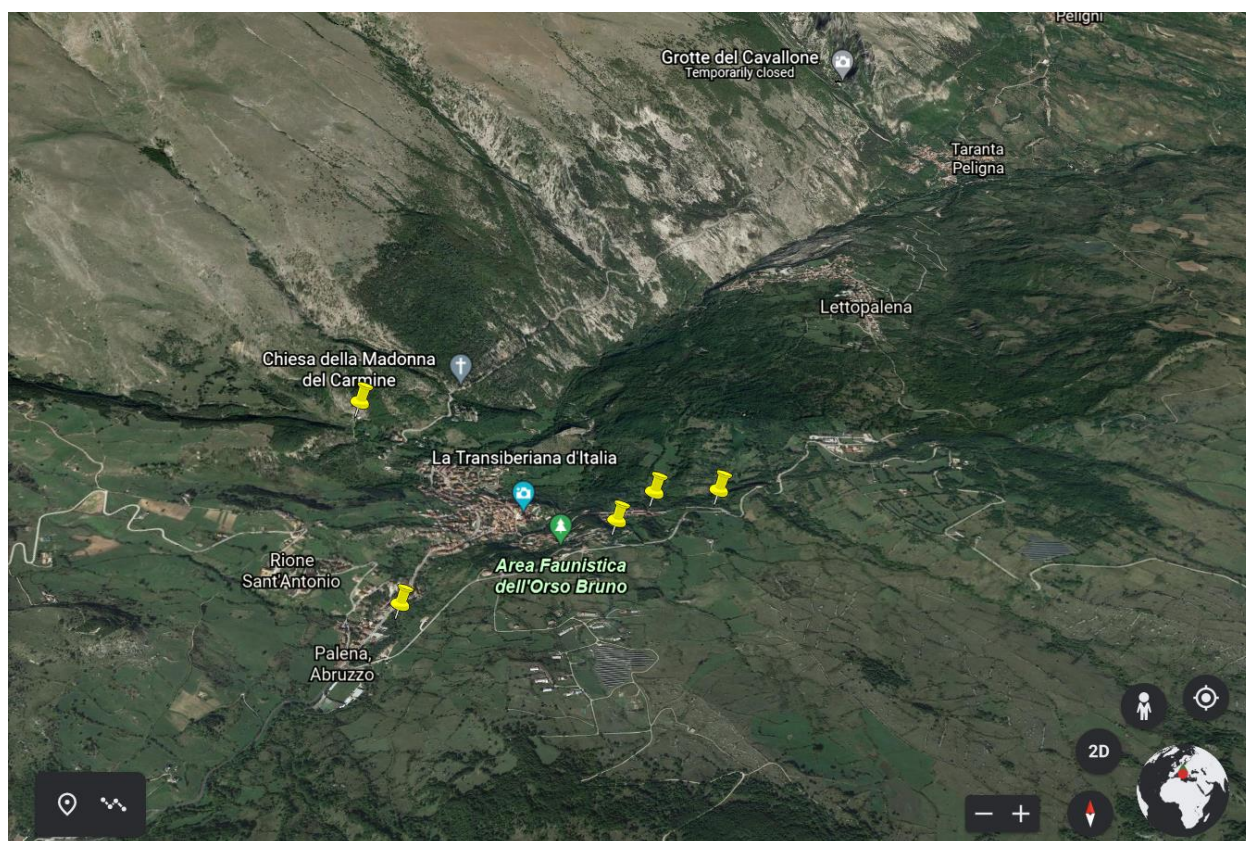 Peligni
Grotte del Cavallone
Temporarily closed
Taranta
Peligna
Lettopalena
Chiesa della Madonna
del Carmine
La Transiberiana d'Italia
Area Faunistica
dell'Orso Bruno
Rione
Sant'Antonio
Palena,
Abruzzo
2D